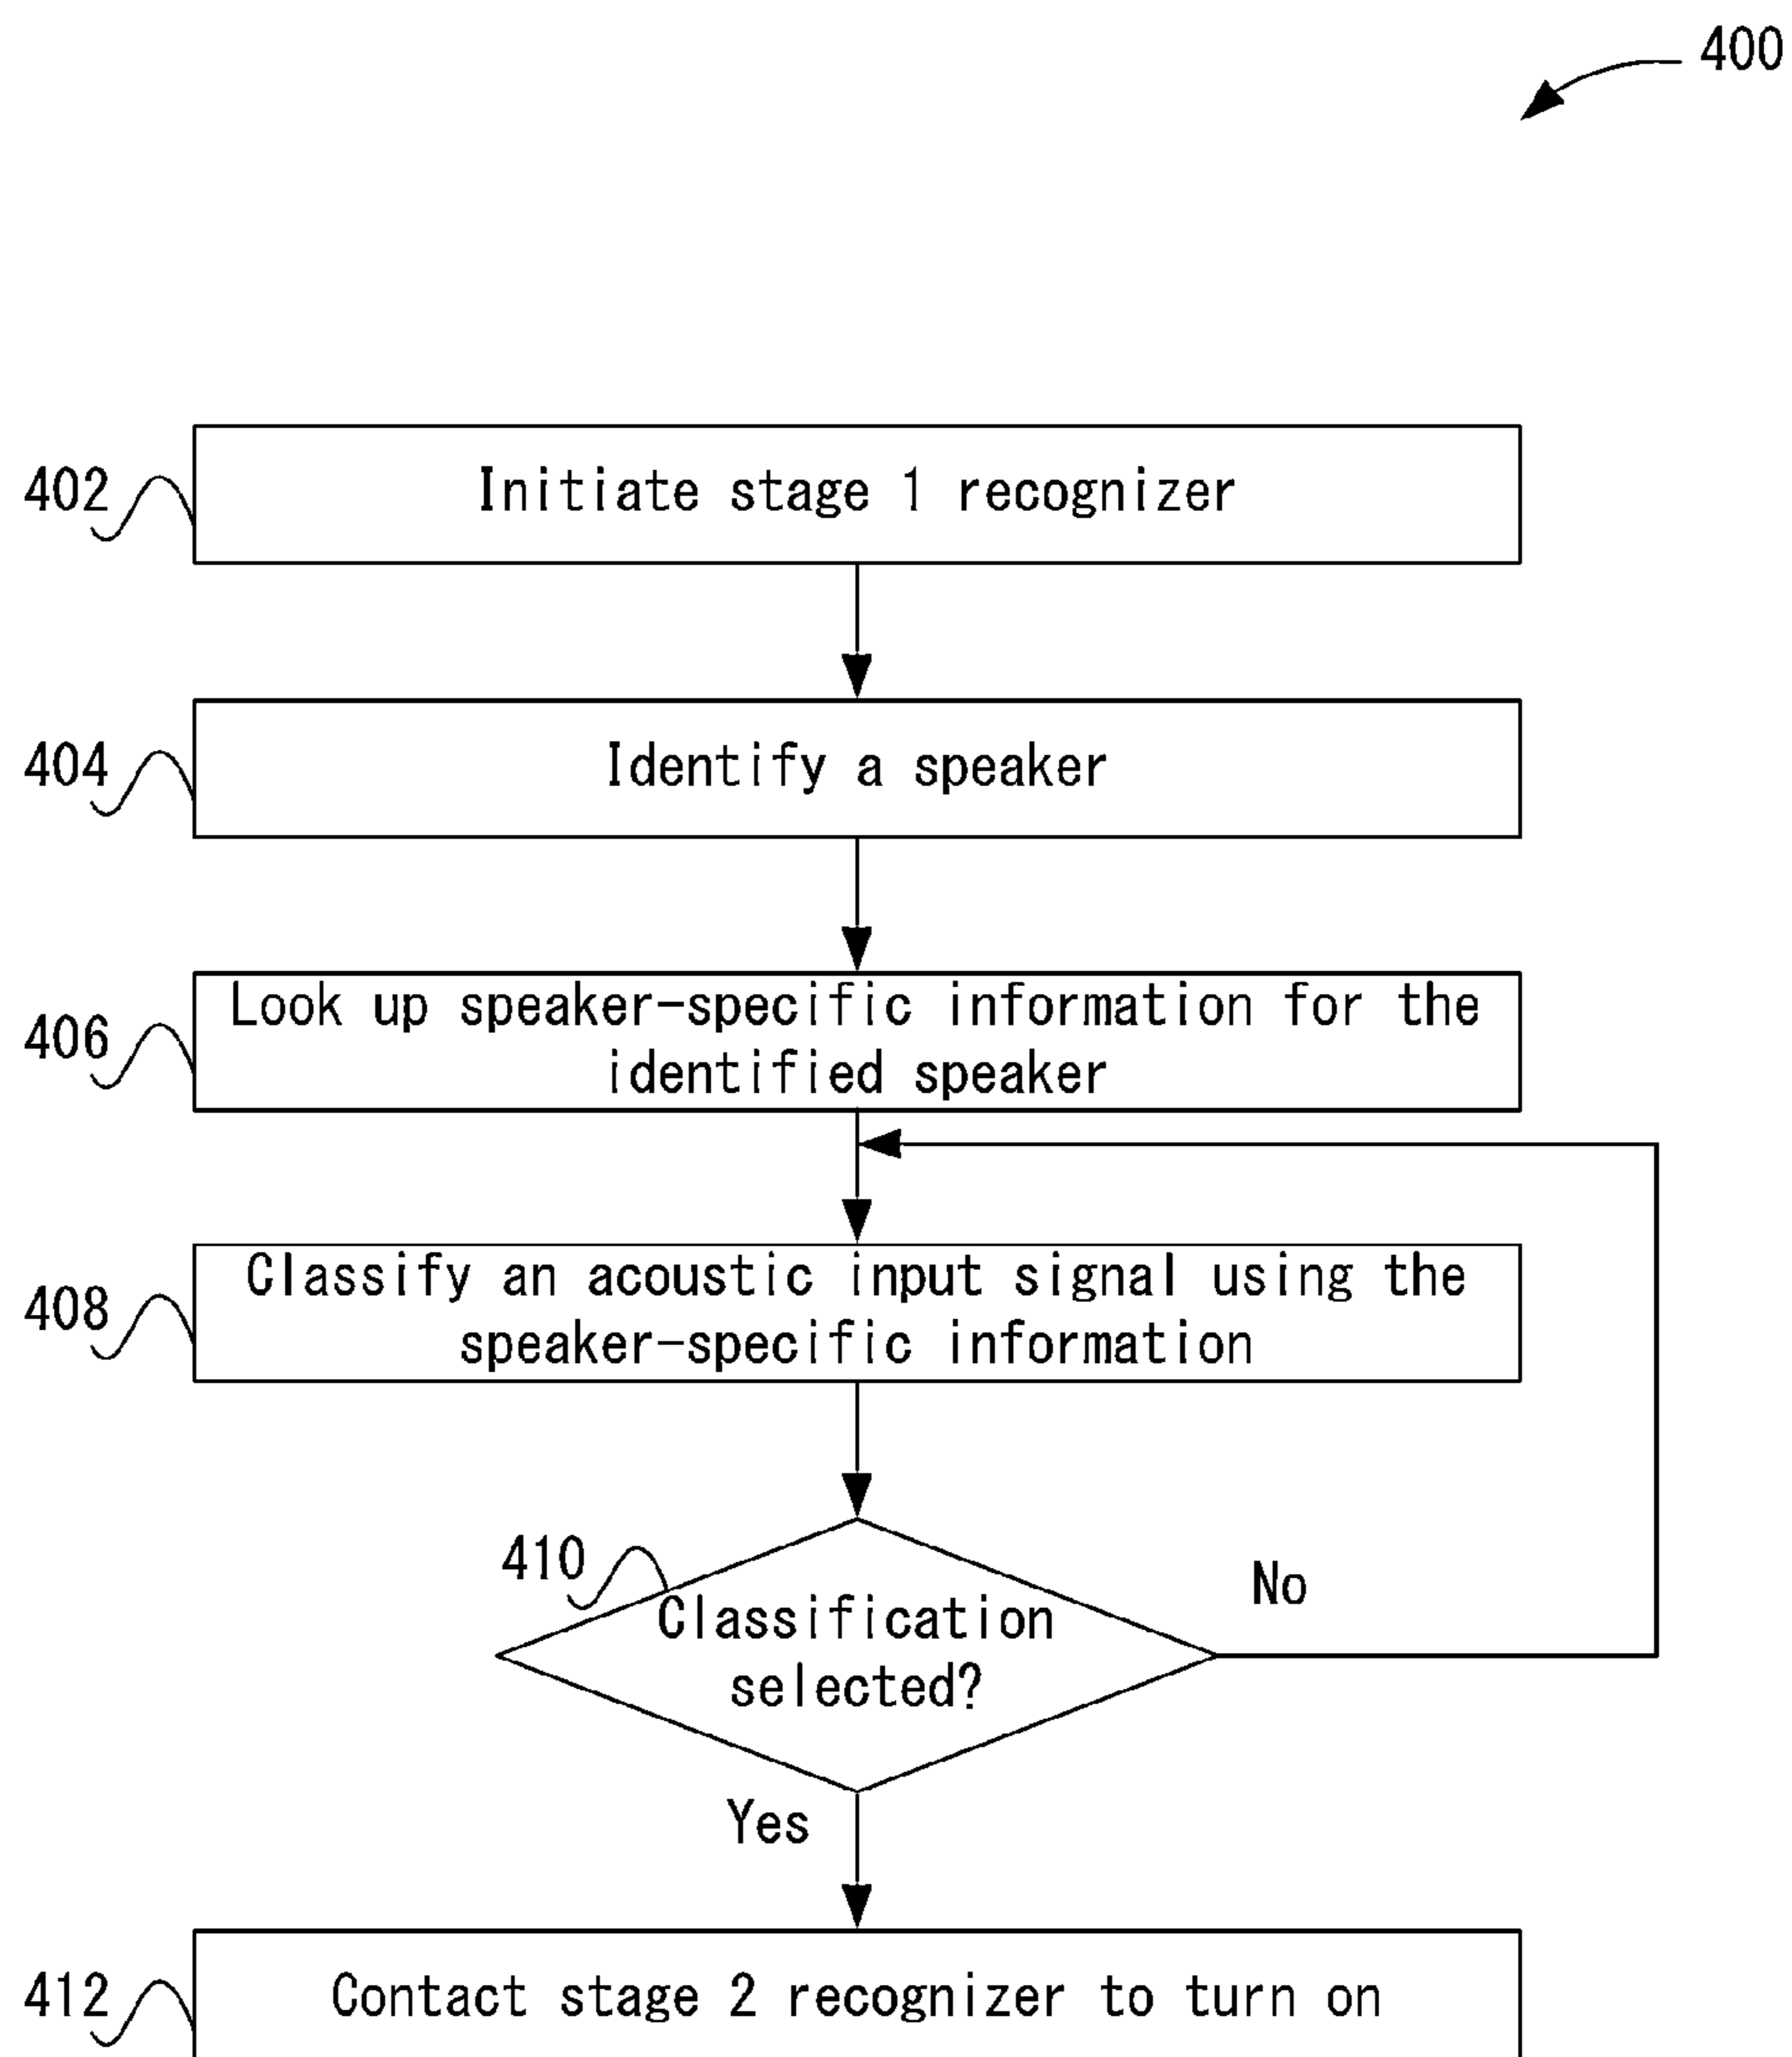 400
402
Initiate stage 1 recognizer
404
Identify a speaker
406
Look up speaker-specific information for the
identified speaker
408
Classify an acoustic input signal using the
speaker-specific information
410
Classification
selected?
No
Yes
412
Contact stage 2 recognizer to turn on